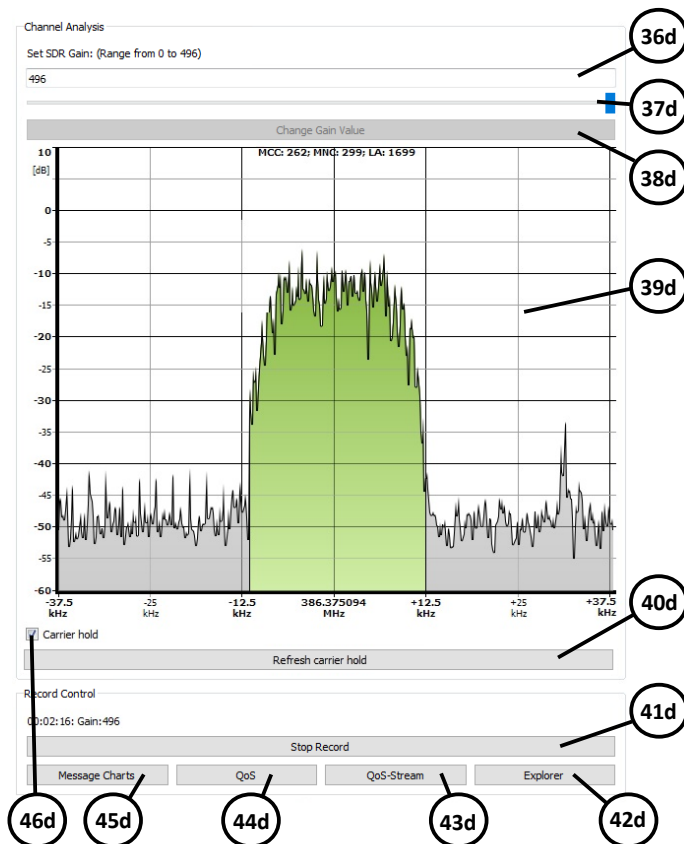 Channel Analysis
36d
Set SDR Gain: (Range from 0 to 496)
496
37d
Change Gain Value
38d
10
MCC: 262; MNC: 299; LA: 1699
[dB]
0
-5
-10
39d
-15
-20
-25
-30
-35
-40
-45
-50
-55
-60
-37.5 -25 -12.5 386.375094 +12.5 +25 +37.5
kHz kHz kHz MHz kHz kHz kHz
40d
Carrier hold
Refresh carrier hold
Record Control
41d
00:02:16: Gain:496
Stop Record
Message Charts QoS QoS-Stream Explorer
46d 45d 44d 43d 42d